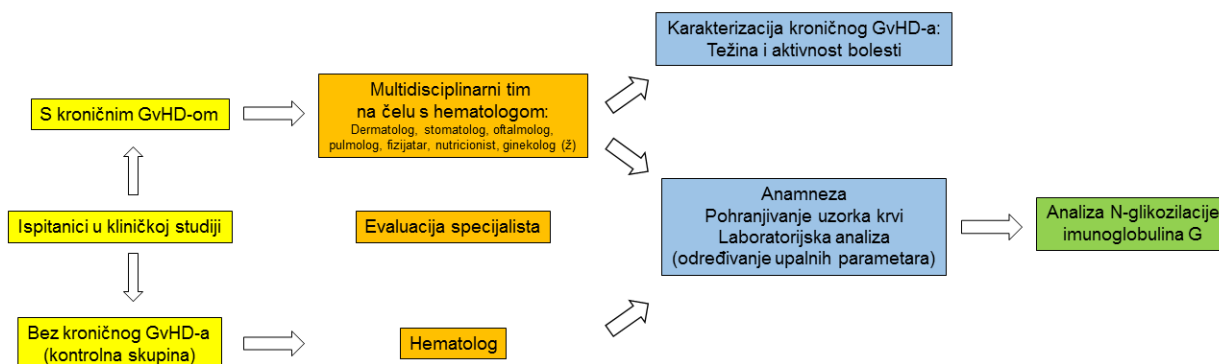 Karakterizacija kroničnog GvHD-a:
Težina i aktivnost bolesti
S kroničnim GvHD-om
Multidisciplinarni tim
na čelu s hematologom:
Dermatolog, stomatolog, oftalmolog,
pulmolog, fizijatar, nutricionist, ginekolog (ž)
Ispitanici u kliničkoj studiji
Evaluacija specijalista
Anamneza
Pohranjivanje uzorka krvi
Laboratorijska analiza
(određivanje upalnih parametara)
Analiza N-glikozilacije
imunoglobulina G
Bez kroničnog GvHD-a
(kontrolna skupina)
Hematolog